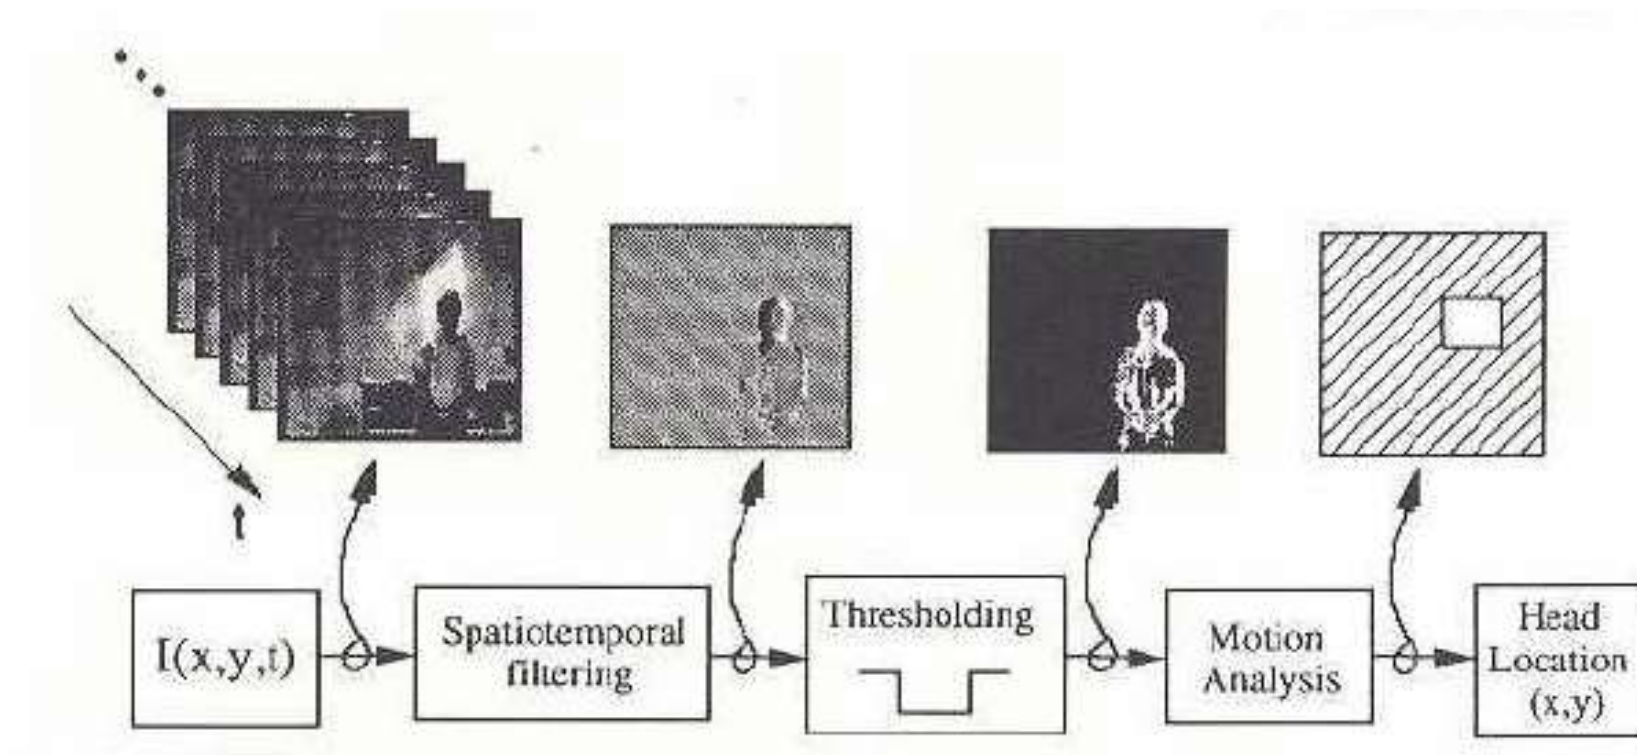 t
I(x,y,t)
Spatiotemporal
filtering
Thresholding
Motion
Analysis
Head
Location
(x,y)